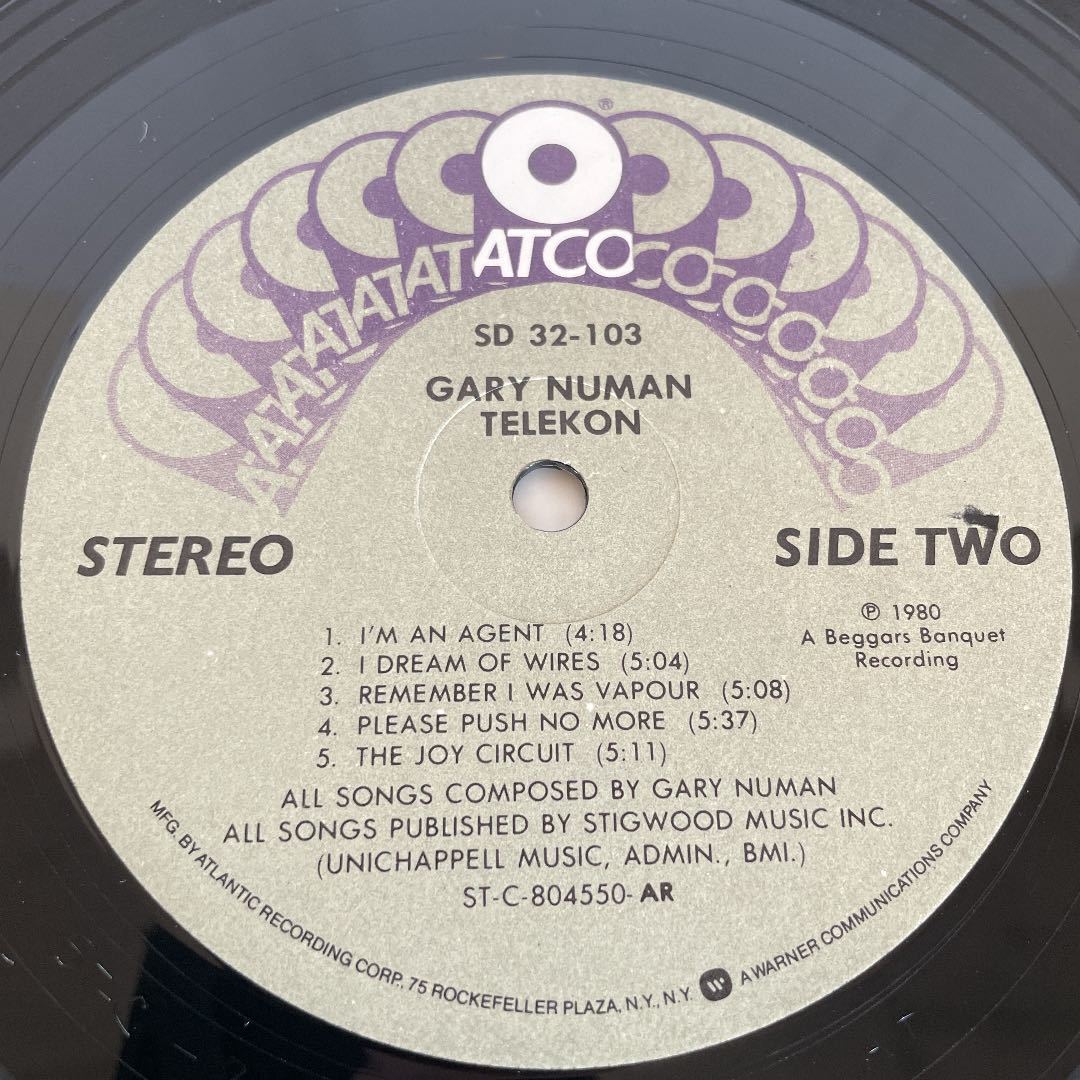 ®
ATATATATATATCOCOCOCOCOCO
SD 32-103
GARY NUMAN
TELEKON
STEREO
SIDE TWO
℗ 1980
A Beggars Banquet
Recording
1. I'M AN AGENT (4:18)
2. I DREAM OF WIRES (5:04)
3. REMEMBER I WAS VAPOUR (5:08)
4. PLEASE PUSH NO MORE (5:37)
5. THE JOY CIRCUIT (5:11)
ALL SONGS COMPOSED BY GARY NUMAN
ALL SONGS PUBLISHED BY STIGWOOD MUSIC INC.
(UNICHAPPELL MUSIC, ADMIN., BMI.)
ST-C-804550-AR
MFG. BY ATLANTIC RECORDING CORP., 75 ROCKEFELLER PLAZA, N.Y., N.Y. A WARNER COMMUNICATIONS COMPANY